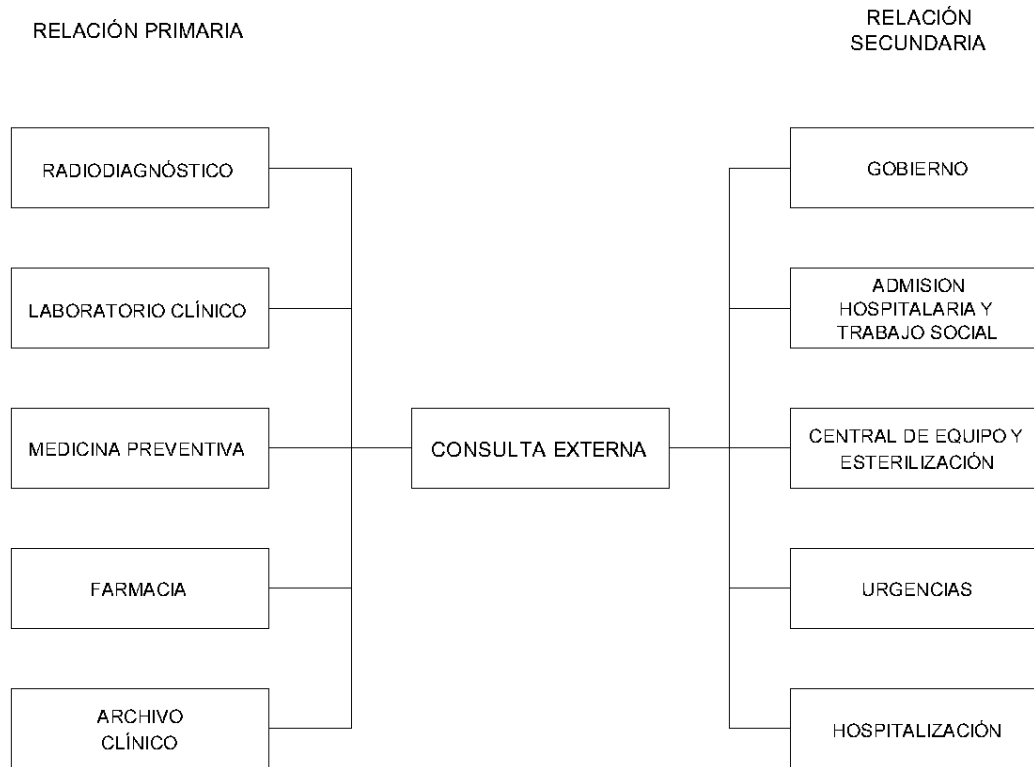 RELACIÓN PRIMARIA
RELACIÓN
SECUNDARIA
RADIODIAGNÓSTICO
LABORATORIO CLÍNICO
MEDICINA PREVENTIVA
FARMACIA
ARCHIVO
CLÍNICO
CONSULTA EXTERNA
GOBIERNO
ADMISION
HOSPITALARIA Y
TRABAJO SOCIAL
CENTRAL DE EQUIPO Y
ESTERILIZACIÓN
URGENCIAS
HOSPITALIZACIÓN